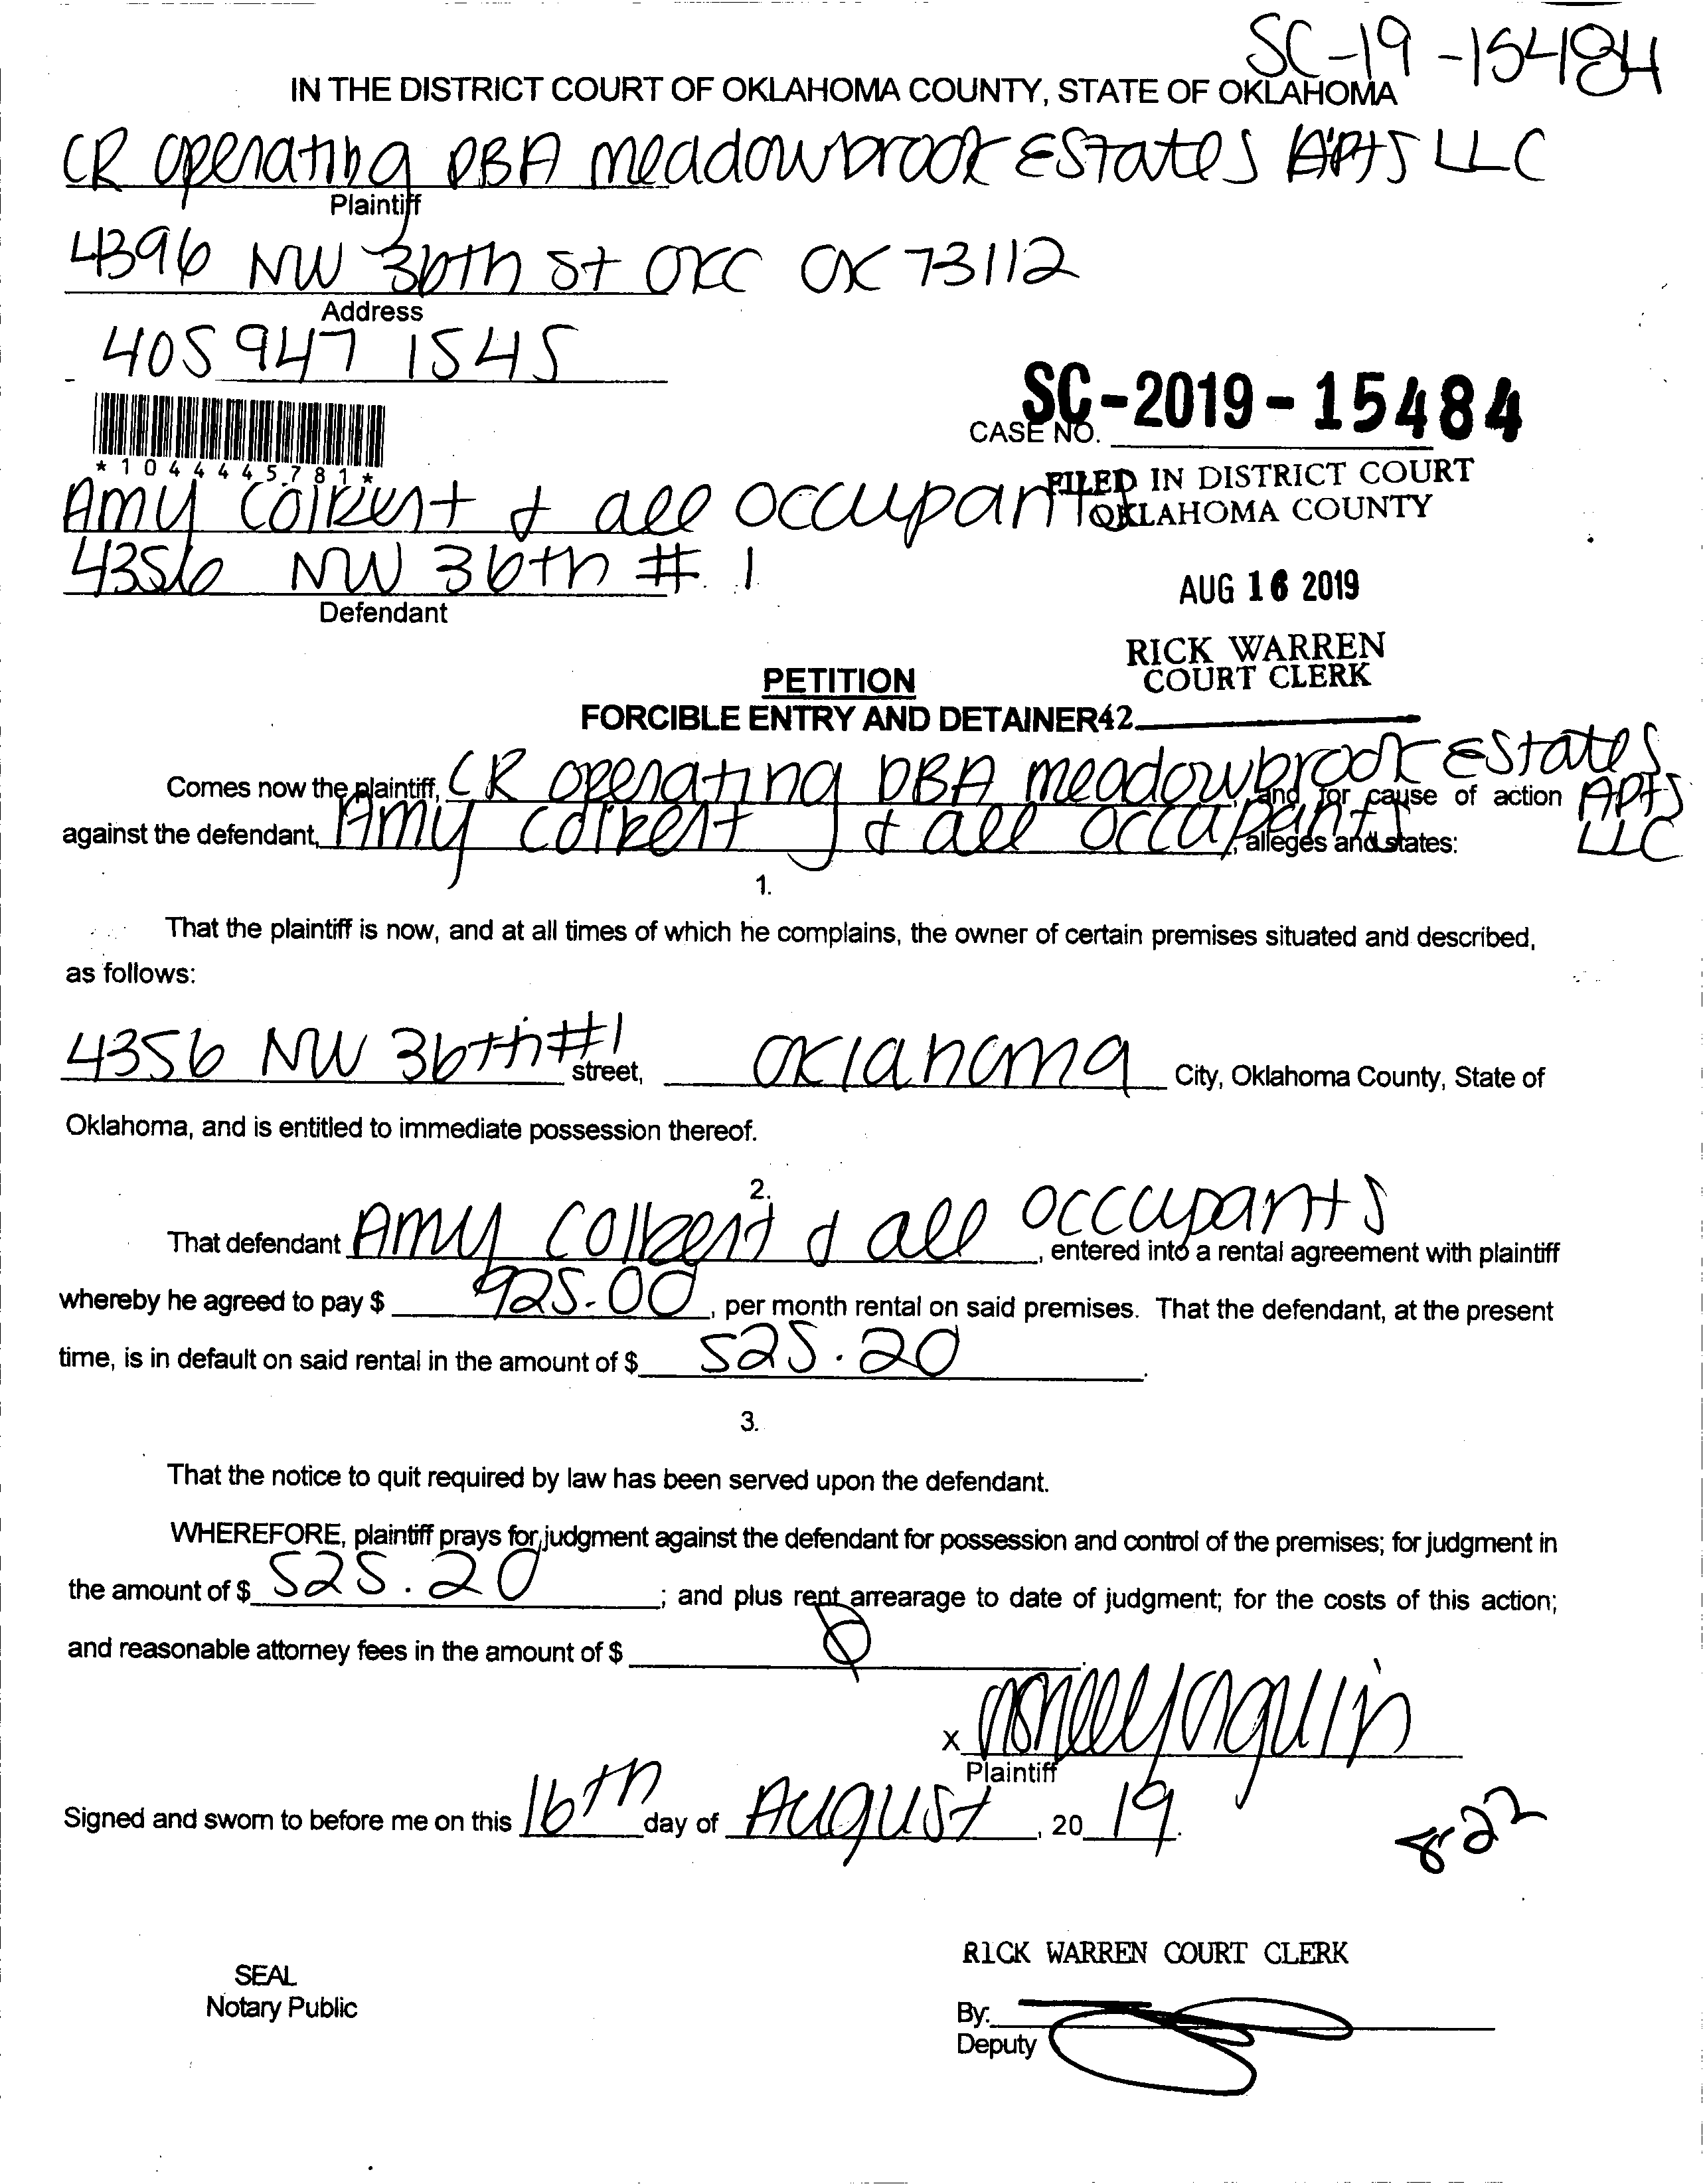 SC-19-15484
IN THE DISTRICT COURT OF OKLAHOMA COUNTY, STATE OF OKLAHOMA
CR operating DBA meadowbrook Estates APTS LLC
Plaintiff
4396 NW 36th St OKC OK 73112
Address
405 947 1545
SC-2019-15484
CASE NO.
*1044445781*
FILED IN DISTRICT COURT
OKLAHOMA COUNTY
Amy & all occupants
4356 NW 36th # 1
Defendant
AUG 16 2019
RICK WARREN
COURT CLERK
PETITION
FORCIBLE ENTRY AND DETAINER42
Comes now the plaintiff, CR operating DBA meadowbrook Estates APTS LLC, and for cause of action
against the defendant, Amy & all occupants, alleges and states:
1.
That the plaintiff is now, and at all times of which he complains, the owner of certain premises situated and described,
as follows:
4356 NW 36th #1 street, Oklahoma City, Oklahoma County, State of
Oklahoma, and is entitled to immediate possession thereof.
2.
That defendant Amy & all occupants, entered into a rental agreement with plaintiff
whereby he agreed to pay $ 925.00, per month rental on said premises. That the defendant, at the present
time, is in default on said rental in the amount of $ 525.20.
3.
That the notice to quit required by law has been served upon the defendant.
WHEREFORE, plaintiff prays for judgment against the defendant for possession and control of the premises; for judgment in
the amount of $ 525.20; and plus rent arrearage to date of judgment; for the costs of this action;
and reasonable attorney fees in the amount of $ Ø.
X
Plaintiff
Signed and sworn to before me on this 16th day of August, 2019.
8-22
RICK WARREN COURT CLERK
SEAL
Notary Public
By:
Deputy